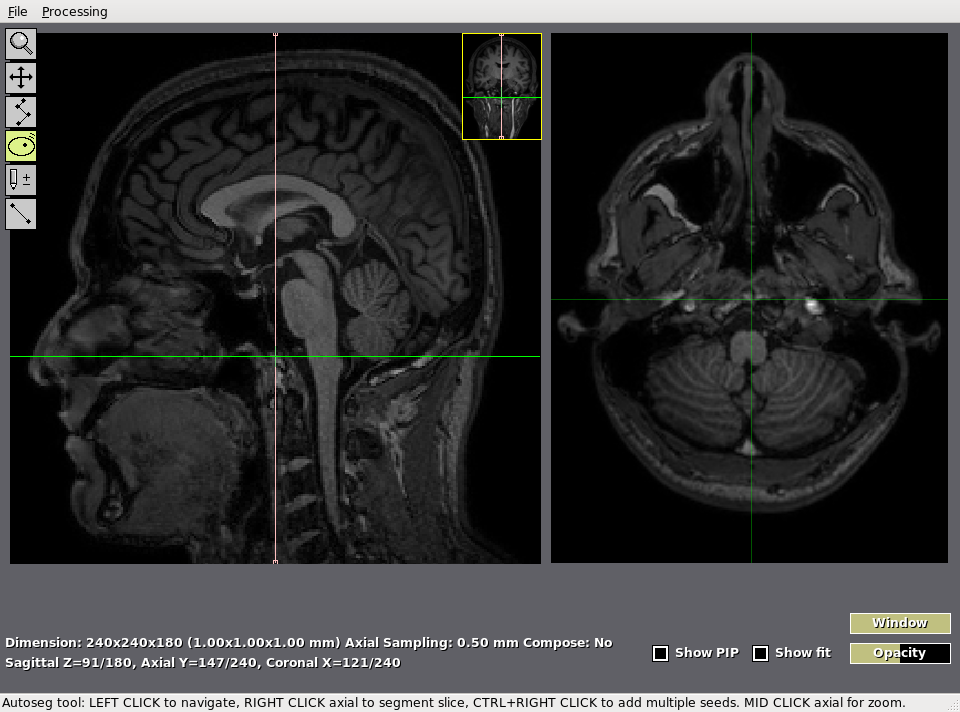 File Processing
Dimension: 240x240x180 (1.00x1.00x1.00 mm) Axial Sampling: 0.50 mm Compose: No
Sagittal Z=91/180, Axial Y=147/240, Coronal X=121/240
Show PIP
Show fit
Window
Opacity
Autoseg tool: LEFT CLICK to navigate, RIGHT CLICK axial to segment slice, CTRL+RIGHT CLICK to add multiple seeds. MID CLICK axial for zoom.